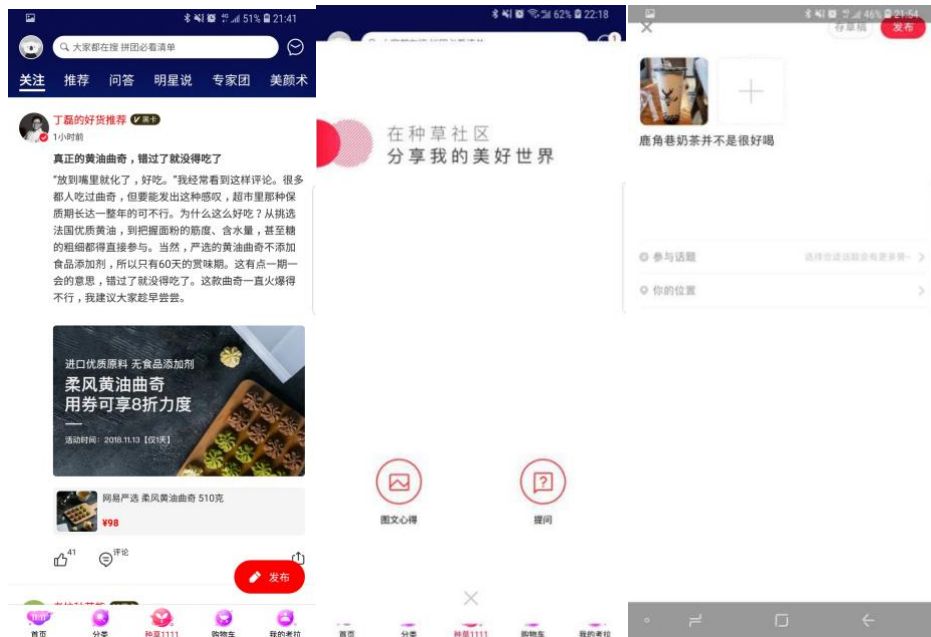 51% 21:41
大家都在搜 拼团必看清单
关注 推荐 问答 明星说 专家团 美颜术
丁磊的好货推荐 黑卡
1小时前
真正的黄油曲奇，错过了就没得吃了
“放到嘴里就化了，好吃。”我经常看到这样评论。很多
都人吃过曲奇，但要能发出这种感叹，超市里那种保
质期长达一整年的可不行。为什么这么好吃？从挑选
法国优质黄油，到把握面粉的筋度、含水量，甚至糖
的粗细都得直接参与。当然，严选的黄油曲奇不添加
食品添加剂，所以只有60天的赏味期。这有点一期一
会的意思，错过了就没得吃了。这款曲奇一直火爆得
不行，我建议大家趁早尝尝。
进口优质原料 无食品添加剂
柔风黄油曲奇
用券可享8折力度
活动时间：2018.11.13【仅1天】
网易严选 柔风黄油曲奇 510克
¥98
41 评论
发布
首页 分类 种草1111 购物车 我的考拉
62% 22:18
1
在种草社区
分享我的美好世界
图文心得 提问
首页 分类 种草1111 购物车 我的考拉
46% 21:54
存草稿 发布
鹿角巷奶茶并不是很好喝
参与话题
你的位置